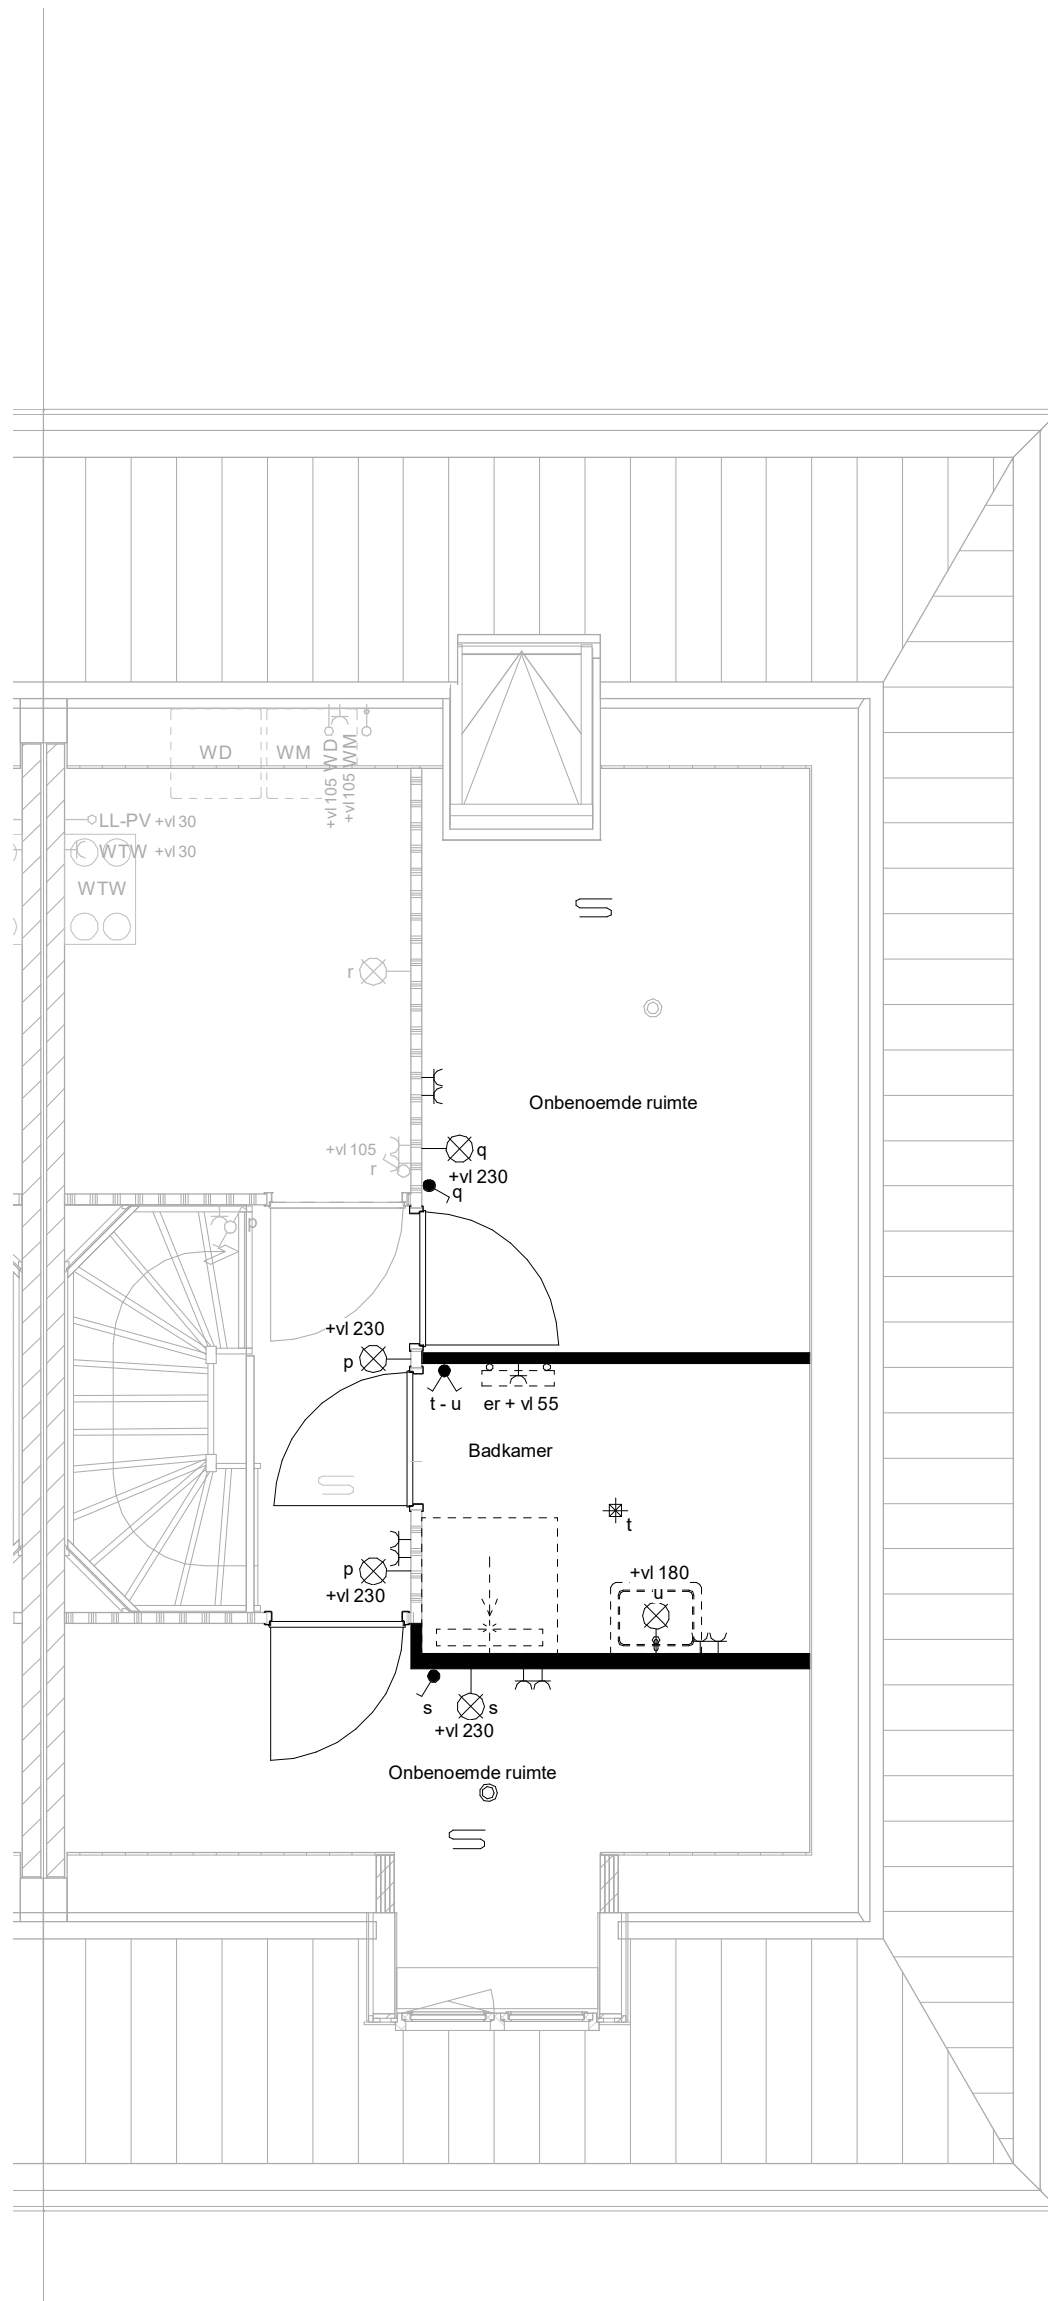 WD
WM
+vl 105 WD
+vl 105 WM
LL-PV +vl 30
WTW +vl 30
WTW
r
Onbenoemde ruimte
+vl 105
r
q
+vl 230
q
p
+vl 230
p
t - u
er + vl 55
Badkamer
t
p
+vl 230
+vl 180
u
s
s
+vl 230
Onbenoemde ruimte